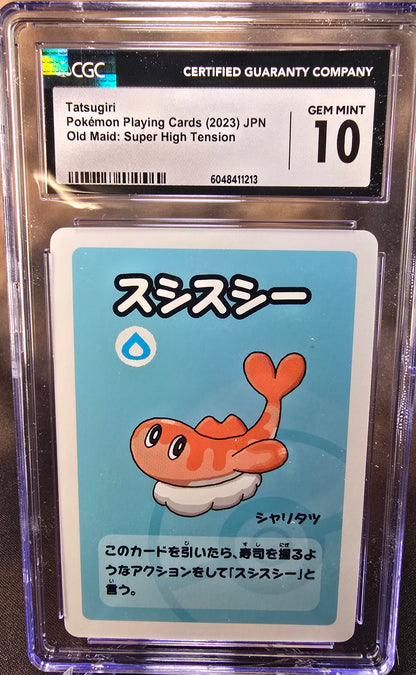 CGC
CERTIFIED GUARANTY COMPANY
Tatsugiri
Pokémon Playing Cards (2023) JPN
Old Maid: Super High Tension
GEM MINT
10
6048411213
スシスシー
シャリタツ
このカードを引いたら、寿司を握るよ
うなアクションをして「スシスシー」と
言う。